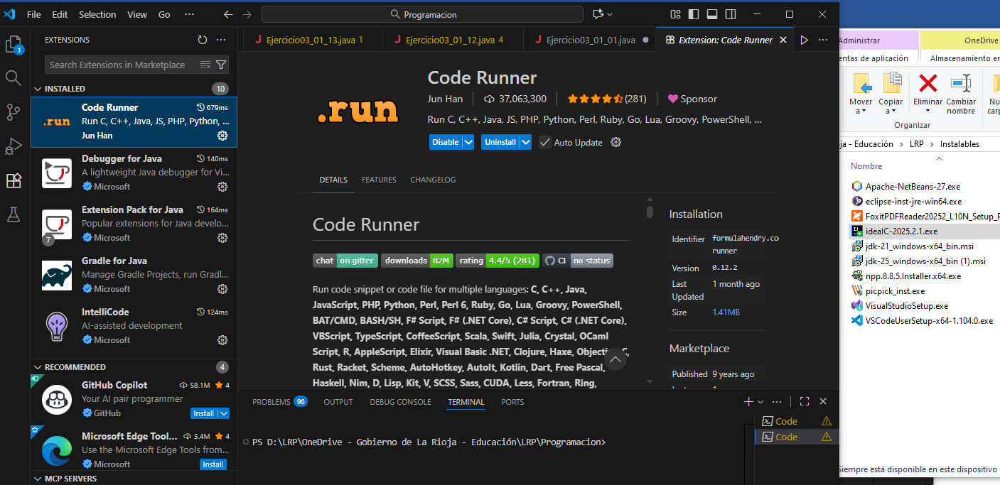 File Edit Selection View Go ··· Programacion
EXTENSIONS
Search Extensions in Marketplace
INSTALLED 10
.run
Code Runner 679ms
Run C, C++, Java, JS, PHP, Python, ...
Jun Han
Debugger for Java 140ms
A lightweight Java debugger for Vi...
Microsoft
Extension Pack for Java 164ms
Popular extensions for Java develo...
7
Microsoft
Gradle for Java
Manage Gradle Projects, run Gradl...
Microsoft
IntelliCode 124ms
AI-assisted development
Microsoft
RECOMMENDED 4
GitHub Copilot 58.1M 4
Your AI pair programmer
GitHub Install
Microsoft Edge Tool... 5.4M 4
Use the Microsoft Edge Tools from...
Microsoft Install
MCP SERVERS
1
J Ejercicio03_01_13.java 1 J Ejercicio03_01_12.java 4 J Ejercicio03_01_01.java Extension: Code Runner
.run
Code Runner
Jun Han 37,063,300 (281) Sponsor
Run C, C++, Java, JS, PHP, Python, Perl, Ruby, Go, Lua, Groovy, PowerShell, ...
Disable Uninstall Auto Update
DETAILS FEATURES CHANGELOG
Code Runner
chat on gitter downloads 82M rating 4.4/5 (281) CI no status
Run code snippet or code file for multiple languages: C, C++, Java,
JavaScript, PHP, Python, Perl, Perl 6, Ruby, Go, Lua, Groovy, PowerShell,
BAT/CMD, BASH/SH, F# Script, F# (.NET Core), C# Script, C# (.NET Core),
VBScript, TypeScript, CoffeeScript, Scala, Swift, Julia, Crystal, OCaml
Script, R, AppleScript, Elixir, Visual Basic .NET, Clojure, Haxe, Objective-C,
Rust, Racket, Scheme, AutoHotkey, AutoIt, Kotlin, Dart, Free Pascal,
Haskell, Nim, D, Lisp, Kit, V, SCSS, Sass, CUDA, Less, Fortran, Ring,
Installation
Identifier formulahendry.co
runner
Version 0.12.2
Last 1 month ago
Updated
Size 1.41MB
Marketplace
Published 9 years ago
PROBLEMS 96 OUTPUT DEBUG CONSOLE TERMINAL PORTS
PS D:\LRP\OneDrive - Gobierno de La Rioja - Educación\LRP\Programacion>
Code
Code
Administrar OneDrive
entas de aplicación Almacenamiento en
Mover a Copiar a Eliminar Cambiar nombre Nu carp
Organizar
ja - Educación > LRP > Instalables
Nombre
Apache-NetBeans-27.exe
eclipse-inst-jre-win64.exe
FoxitPDFReader20252_L10N_Setup_P
ideaIC-2025.2.1.exe
jdk-21_windows-x64_bin.msi
jdk-25_windows-x64_bin (1).msi
npp.8.8.5.Installer.x64.exe
picpick_inst.exe
VisualStudioSetup.exe
VSCodeUserSetup-x64-1.104.0.exe
Siempre está disponible en este dispositivo